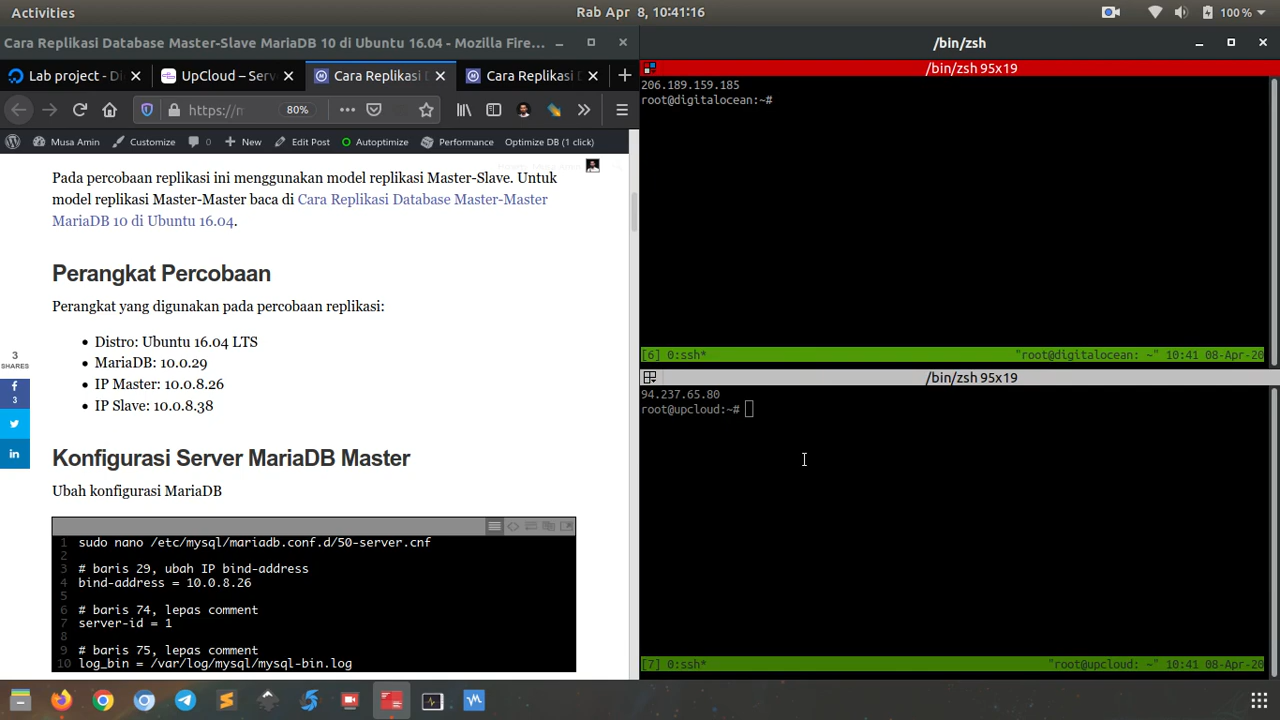 Activities
Rab Apr 8, 10:41:16
100 %
Cara Replikasi Database Master-Slave MariaDB 10 di Ubuntu 16.04 - Mozilla Fire...
Lab project - Di
UpCloud – Serv
Cara Replikasi D
Cara Replikasi D
https://m
80%
Musa Amin
Customize
0
New
Edit Post
Autoptimize
Performance
Optimize DB (1 click)
Pada percobaan replikasi ini menggunakan model replikasi Master-Slave. Untuk
model replikasi Master-Master baca di Cara Replikasi Database Master-Master
MariaDB 10 di Ubuntu 16.04.
Perangkat Percobaan
Perangkat yang digunakan pada percobaan replikasi:
Distro: Ubuntu 16.04 LTS
MariaDB: 10.0.29
IP Master: 10.0.8.26
IP Slave: 10.0.8.38
3
SHARES
3
Konfigurasi Server MariaDB Master
Ubah konfigurasi MariaDB
1 sudo nano /etc/mysql/mariadb.conf.d/50-server.cnf
2
3 # baris 29, ubah IP bind-address
4 bind-address = 10.0.8.26
5
6 # baris 74, lepas comment
7 server-id = 1
8
9 # baris 75, lepas comment
10 log_bin = /var/log/mysql/mysql-bin.log
/bin/zsh
/bin/zsh 95x19
206.189.159.185
root@digitalocean:~#
[6] 0:ssh* "root@digitalocean: ~" 10:41 08-Apr-20
/bin/zsh 95x19
94.237.65.80
root@upcloud:~#
[7] 0:ssh* "root@upcloud: ~" 10:41 08-Apr-20